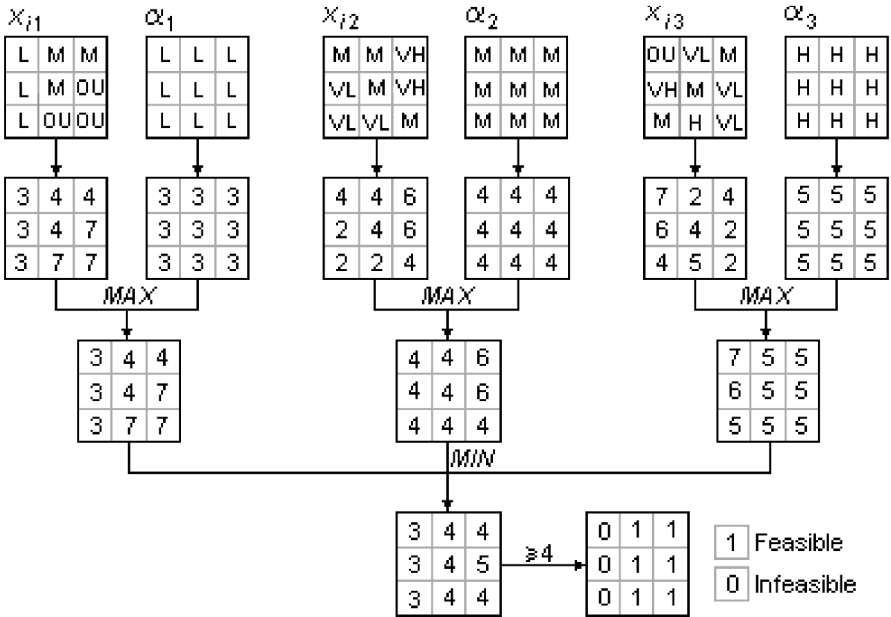 x_i1 α_1 x_i2 α_2 x_i3 α_3
L M M L L L M M VH M M M OU VL M H H H
L M OU L L L VL M VH M M M VH M VL H H H
L OU OU L L L VL VL M M M M M H VL H H H
3 4 4 3 3 3 4 4 6 4 4 4 7 2 4 5 5 5
3 4 7 3 3 3 2 4 6 4 4 4 6 4 2 5 5 5
3 7 7 3 3 3 2 2 4 4 4 4 4 5 2 5 5 5
MAX MAX MAX
3 4 4 4 4 6 7 5 5
3 4 7 4 4 6 6 5 5
3 7 7 4 4 4 5 5 5
MIN
3 4 4 0 1 1
3 4 5 ⩾4 0 1 1
3 4 4 0 1 1
1 Feasible
0 Infeasible